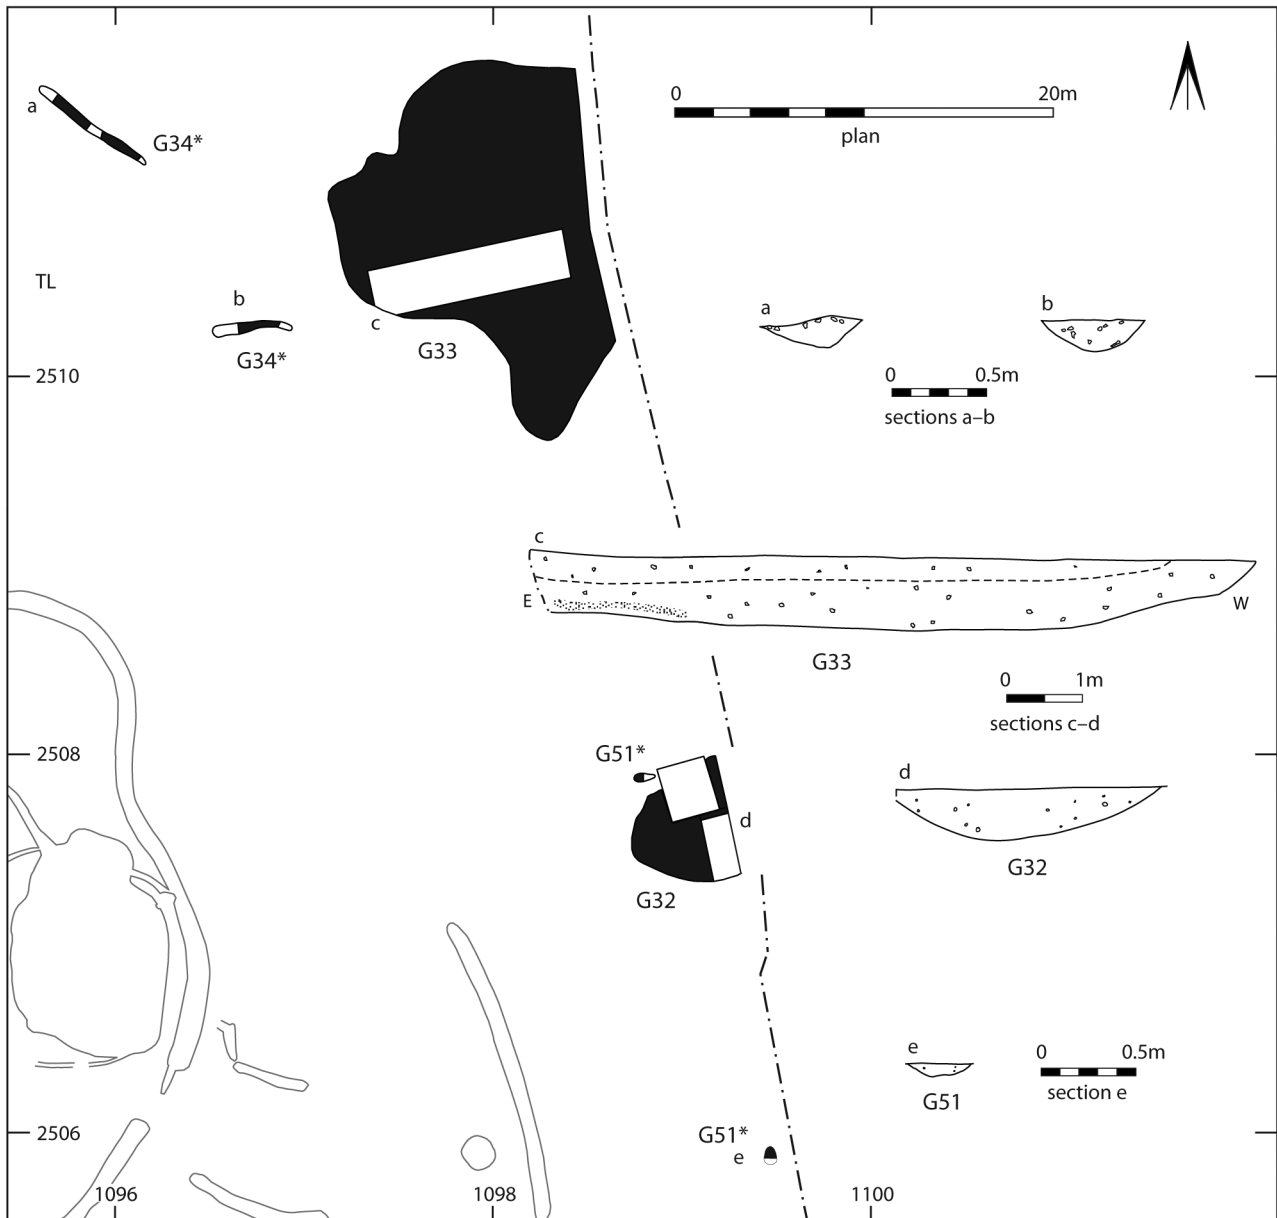 0 20m
plan
a
G34*
TL
b
G34*
c
G33
a
b
0 0.5m
sections a–b
2510
c
E
W
G33
0 1m
sections c–d
2508
G51*
d
G32
d
G32
e
0 0.5m
section e
G51
2506
G51*
e
1096 1098 1100